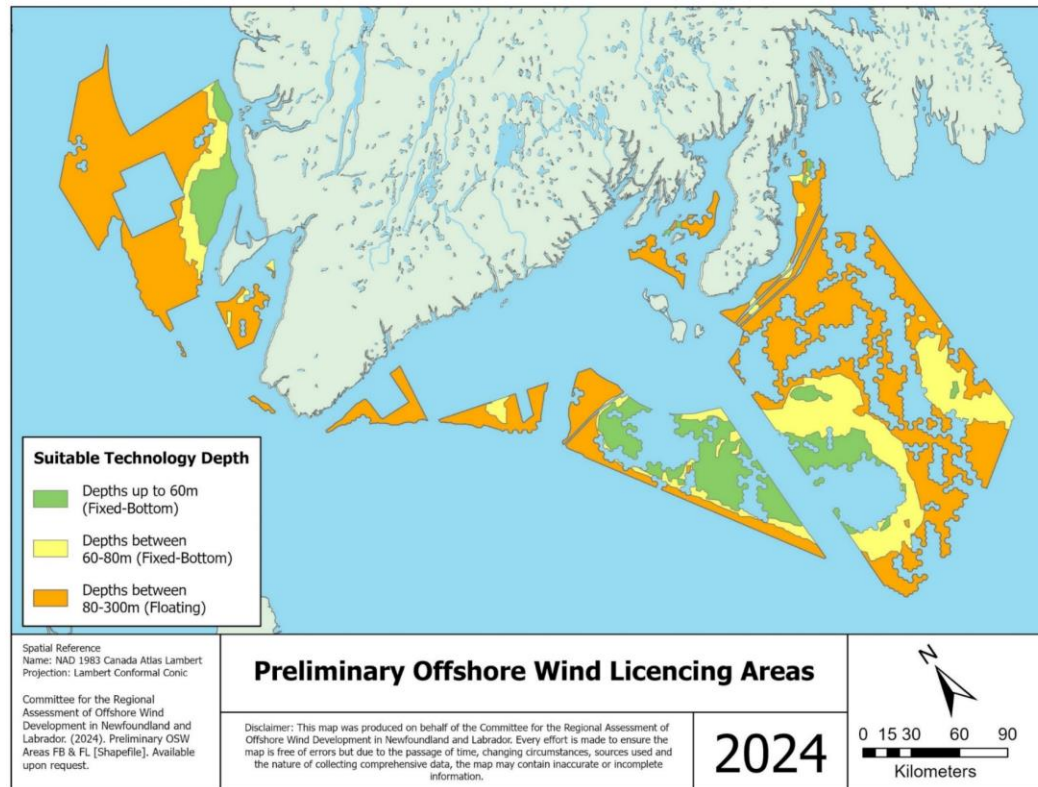 Suitable Technology Depth
Depths up to 60m
(Fixed-Bottom)
Depths between
60-80m (Fixed-Bottom)
Depths between
80-300m (Floating)
Spatial Reference
Name: NAD 1983 Canada Atlas Lambert
Projection: Lambert Conformal Conic
Committee for the Regional
Assessment of Offshore Wind
Development in Newfoundland and
Labrador. (2024). Preliminary OSW
Areas FB & FL [Shapefile]. Available
upon request.
Preliminary Offshore Wind Licencing Areas
Disclaimer: This map was produced on behalf of the Committee for the Regional Assessment of
Offshore Wind Development in Newfoundland and Labrador. Every effort is made to ensure the
map is free of errors but due to the passage of time, changing circumstances, sources used and
the nature of collecting comprehensive data, the map may contain inaccurate or incomplete
information.
2024
N
0 15 30 60 90
Kilometers